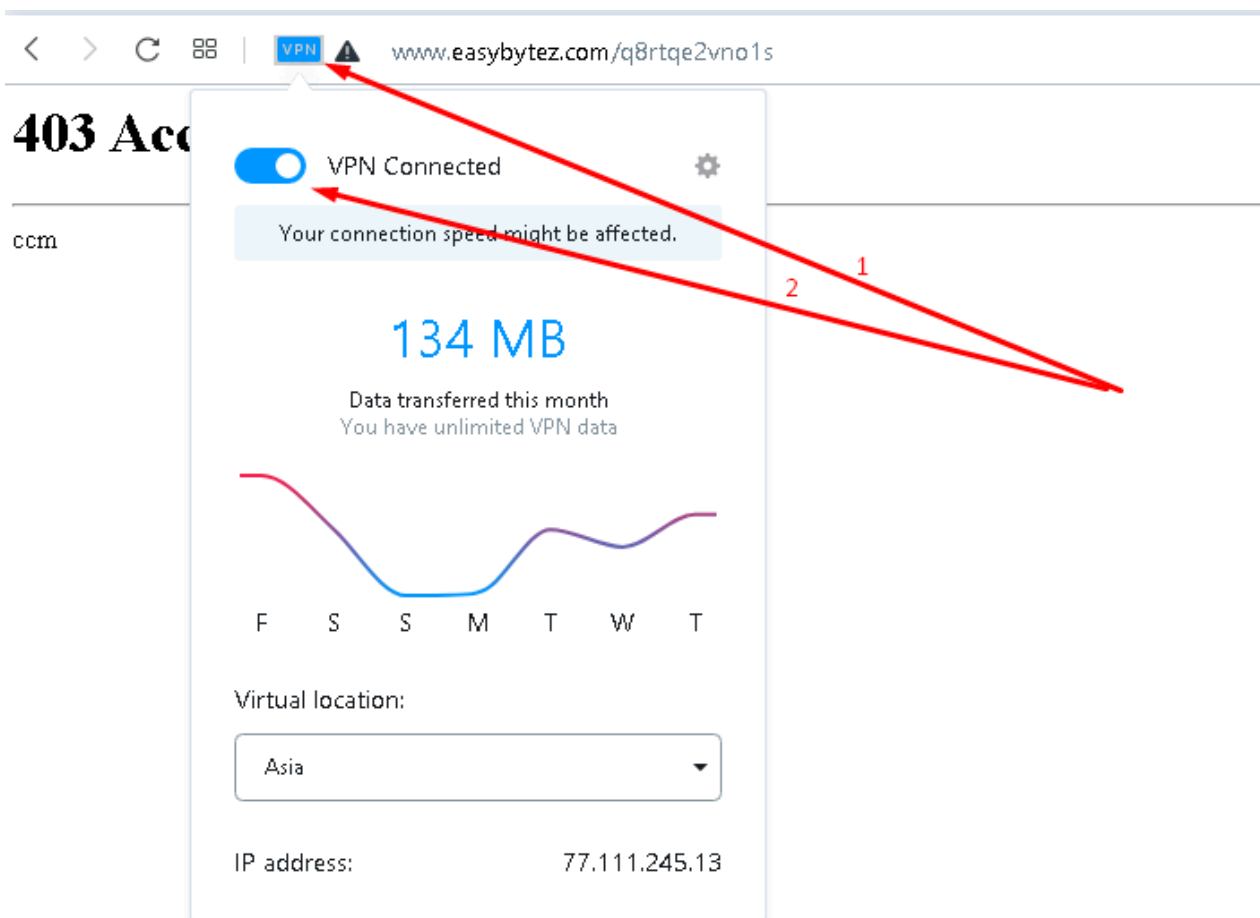 VPN www.easybytez.com/q8rtqe2vno1s
403 Acc
VPN Connected
ccm
Your connection speed might be affected.
1
2
134 MB
Data transferred this month
You have unlimited VPN data
F S S M T W T
Virtual location:
Asia
IP address: 77.111.245.13